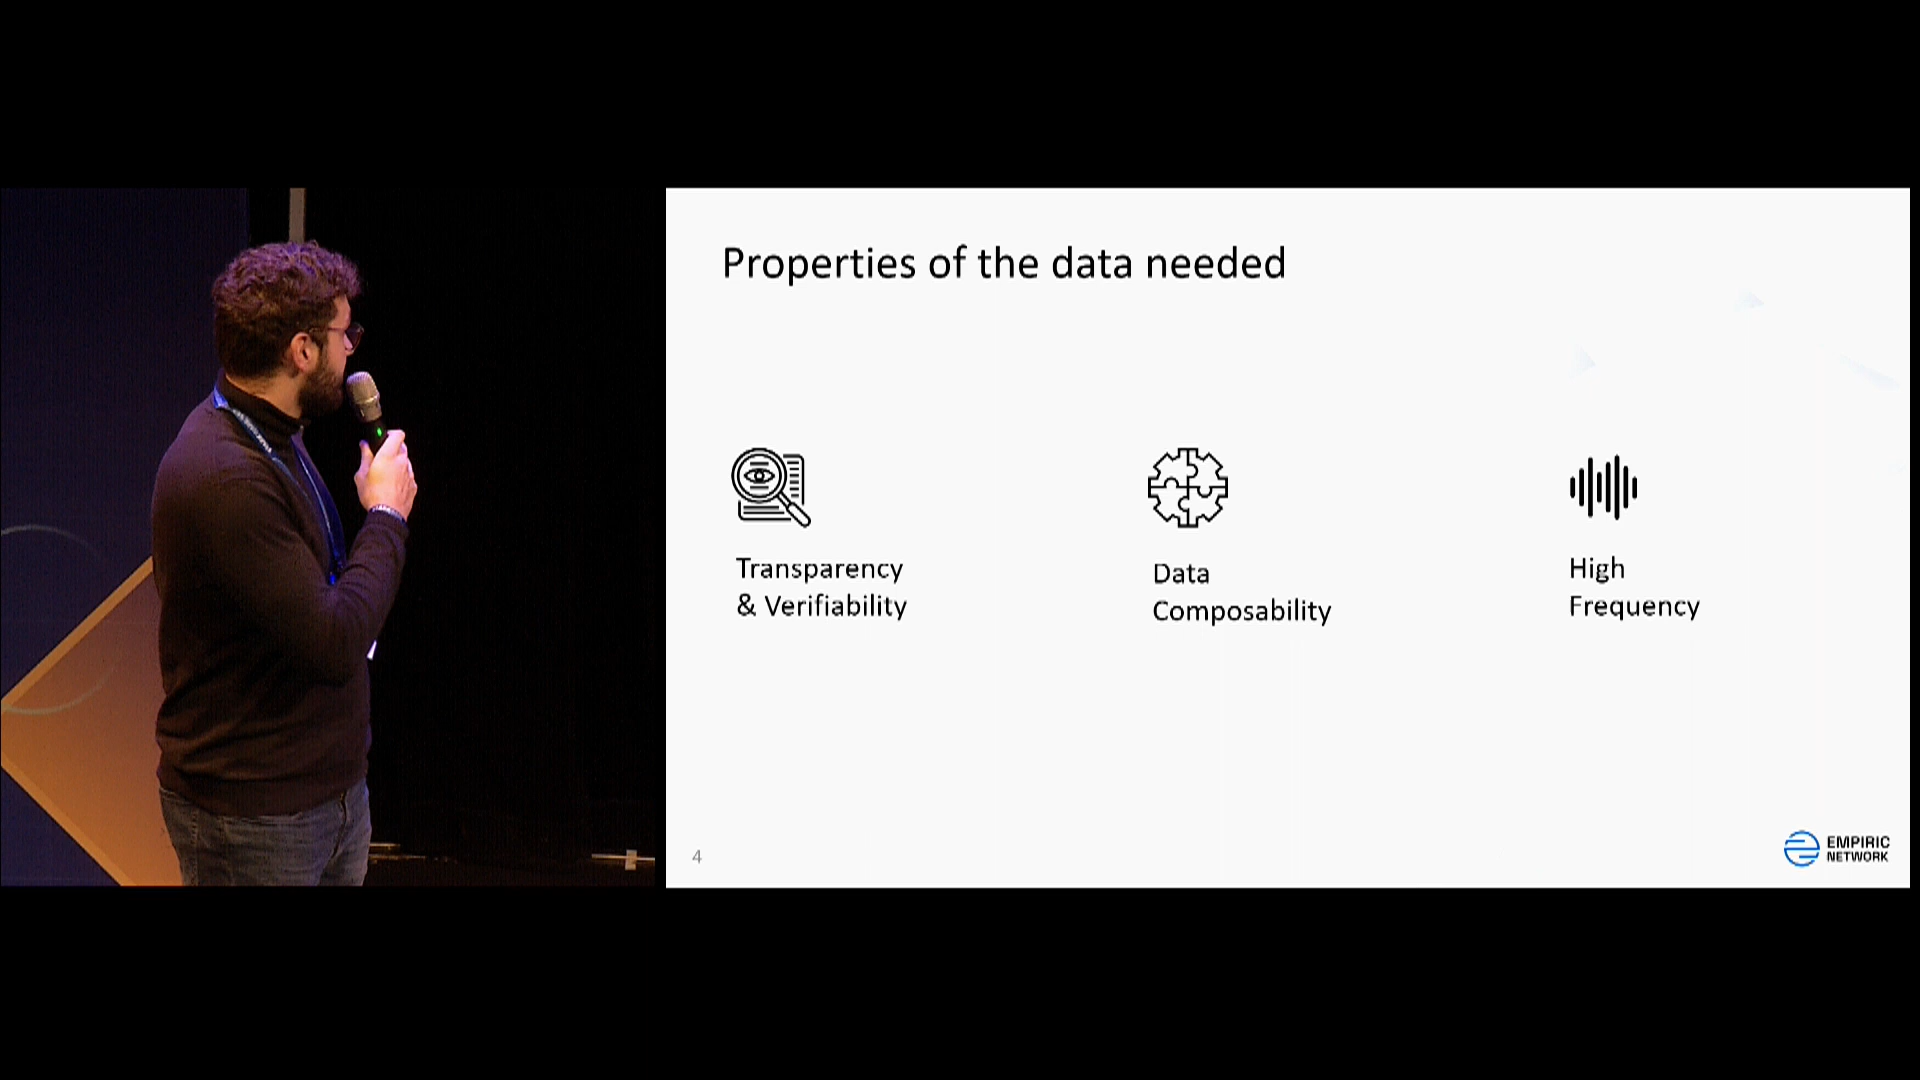 Properties of the data needed
Transparency
& Verifiability
Data
Composability
High
Frequency
4
EMPIRIC
NETWORK